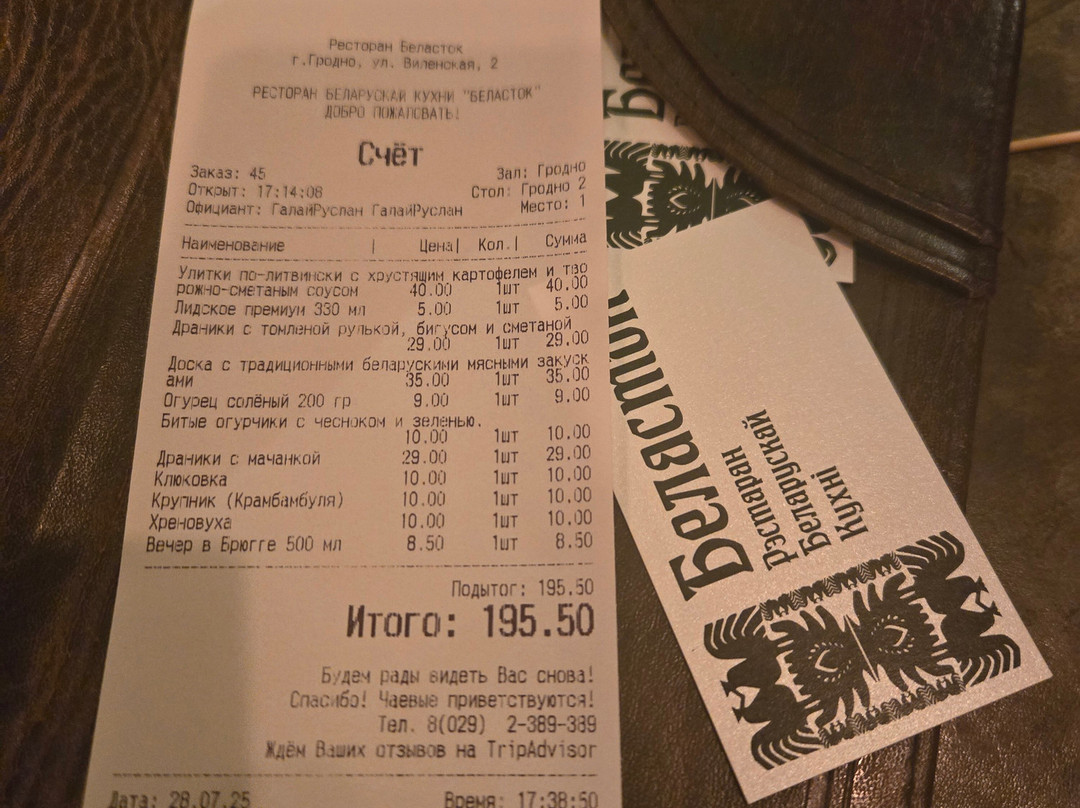 Ресторан Беласток
г.Гродно, ул. Виленская, 2
РЕСТОРАН БЕЛАРУСКАЙ КУХНИ "БЕЛАСТОК"
ДОБРО ПОЖАЛОВАТЬ!
Счёт
Заказ: 45 Зал: Гродно
Открыт: 17:14:08 Стол: Гродно 2
Официант: ГалайРуслан ГалайРуслан Место: 1
Наименование | Цена| Кол.| Сумма
Улитки по-литвински с хрустящим картофелем и тво
рожно-сметаным соусом 40.00 1шт 40.00
Лидское премиум 330 мл 5.00 1шт 5.00
Драники с томленой рулькой, бигусом и сметаной
29.00 1шт 29.00
Доска с традиционными беларускими мясными закуск
ами 35.00 1шт 35.00
Огурец солёный 200 гр 9.00 1шт 9.00
Битые огурчики с чесноком и зеленью.
10.00 1шт 10.00
Драники с мачанкой 29.00 1шт 29.00
Клюковка 10.00 1шт 10.00
Крупник (Крамбамбуля) 10.00 1шт 10.00
Хреновуха 10.00 1шт 10.00
Вечер в Брюгге 500 мл 8.50 1шт 8.50
Подытог: 195.50
Итого: 195.50
Будем рады видеть Вас снова!
Спасибо! Чаевые приветствуются!
Тел. 8(029) 2-389-389
Ждём Ваших отзывов на TripAdvisor
Дата: 28.07.25 Время: 17:38:50
Беласток
Рэстаран
Беларускай
Кухні